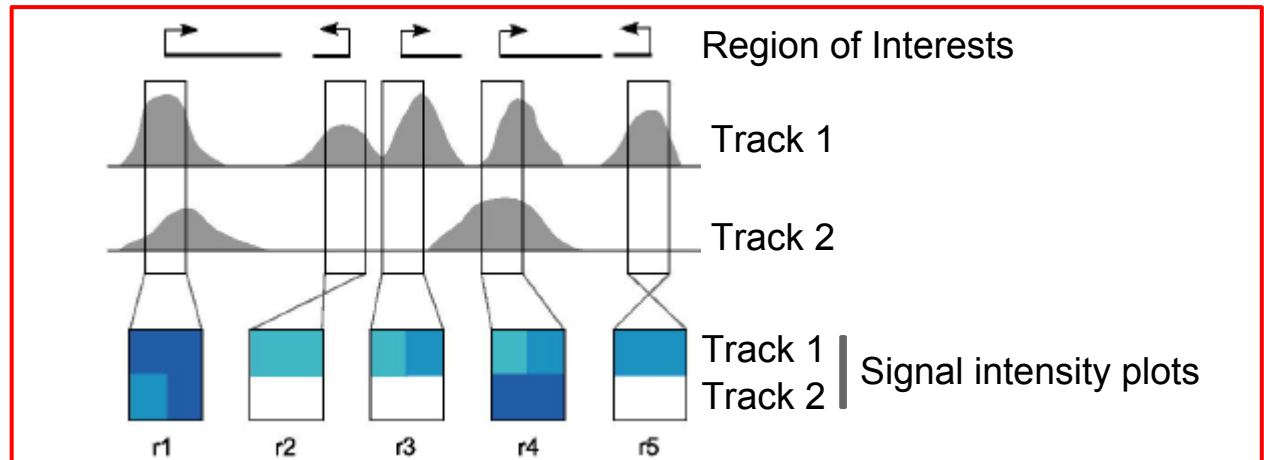 Region of Interests
Track 1
Track 2
Track 1
Track 2
Signal intensity plots
r1 r2 r3 r4 r5